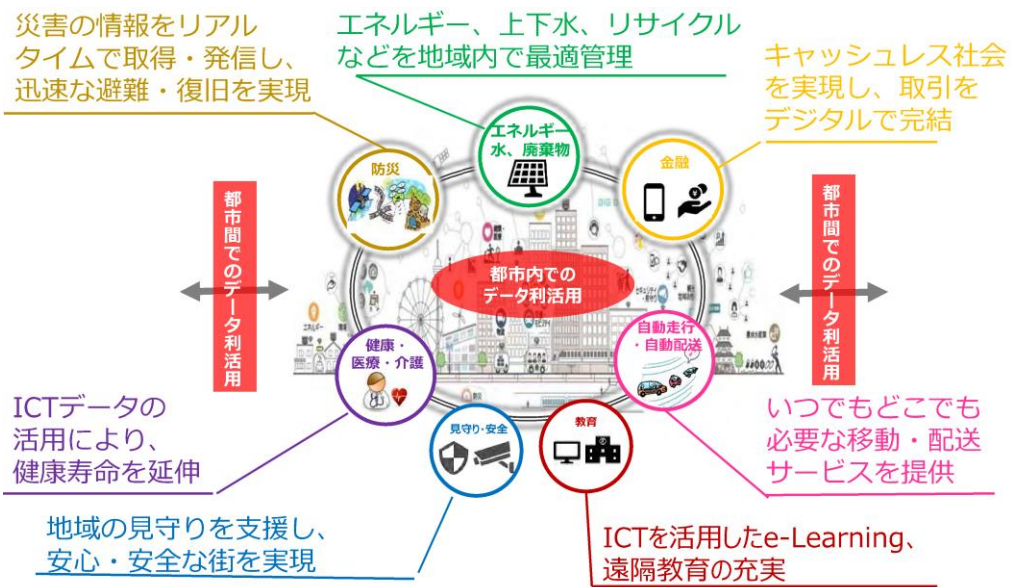 災害の情報をリアル
タイムで取得・発信し、
迅速な避難・復旧を実現
エネルギー、上下水、リサイクル
などを地域内で最適管理
キャッシュレス社会
を実現し、取引を
デジタルで完結
防災
エネルギー
水、廃棄物
金融
都市間でのデータ利活用
都市内での
データ利活用
都市間でのデータ利活用
エネルギー
健康・
医療・介護
自動走行
・自動配送
防災
見守り・安全
教育
ICTデータの
活用により、
健康寿命を延伸
いつでもどこでも
必要な移動・配送
サービスを提供
地域の見守りを支援し、
安心・安全な街を実現
ICTを活用したe-Learning、
遠隔教育の充実